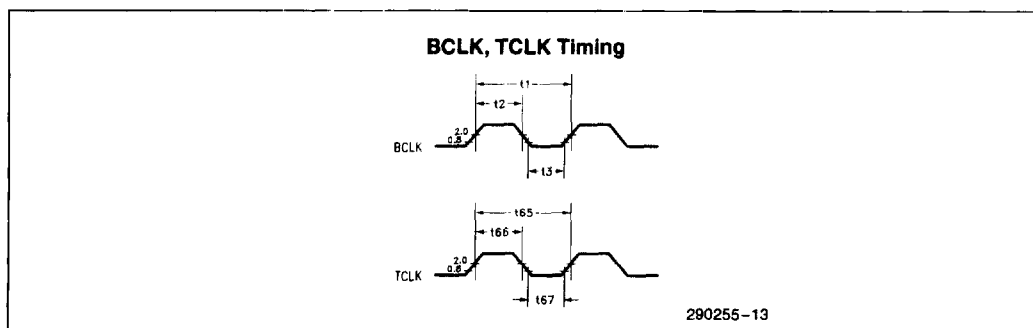 BCLK, TCLK Timing
t1
t2
2.0
0.8
BCLK
t3
t65
t66
2.0
0.8
TCLK
t67
290255-13